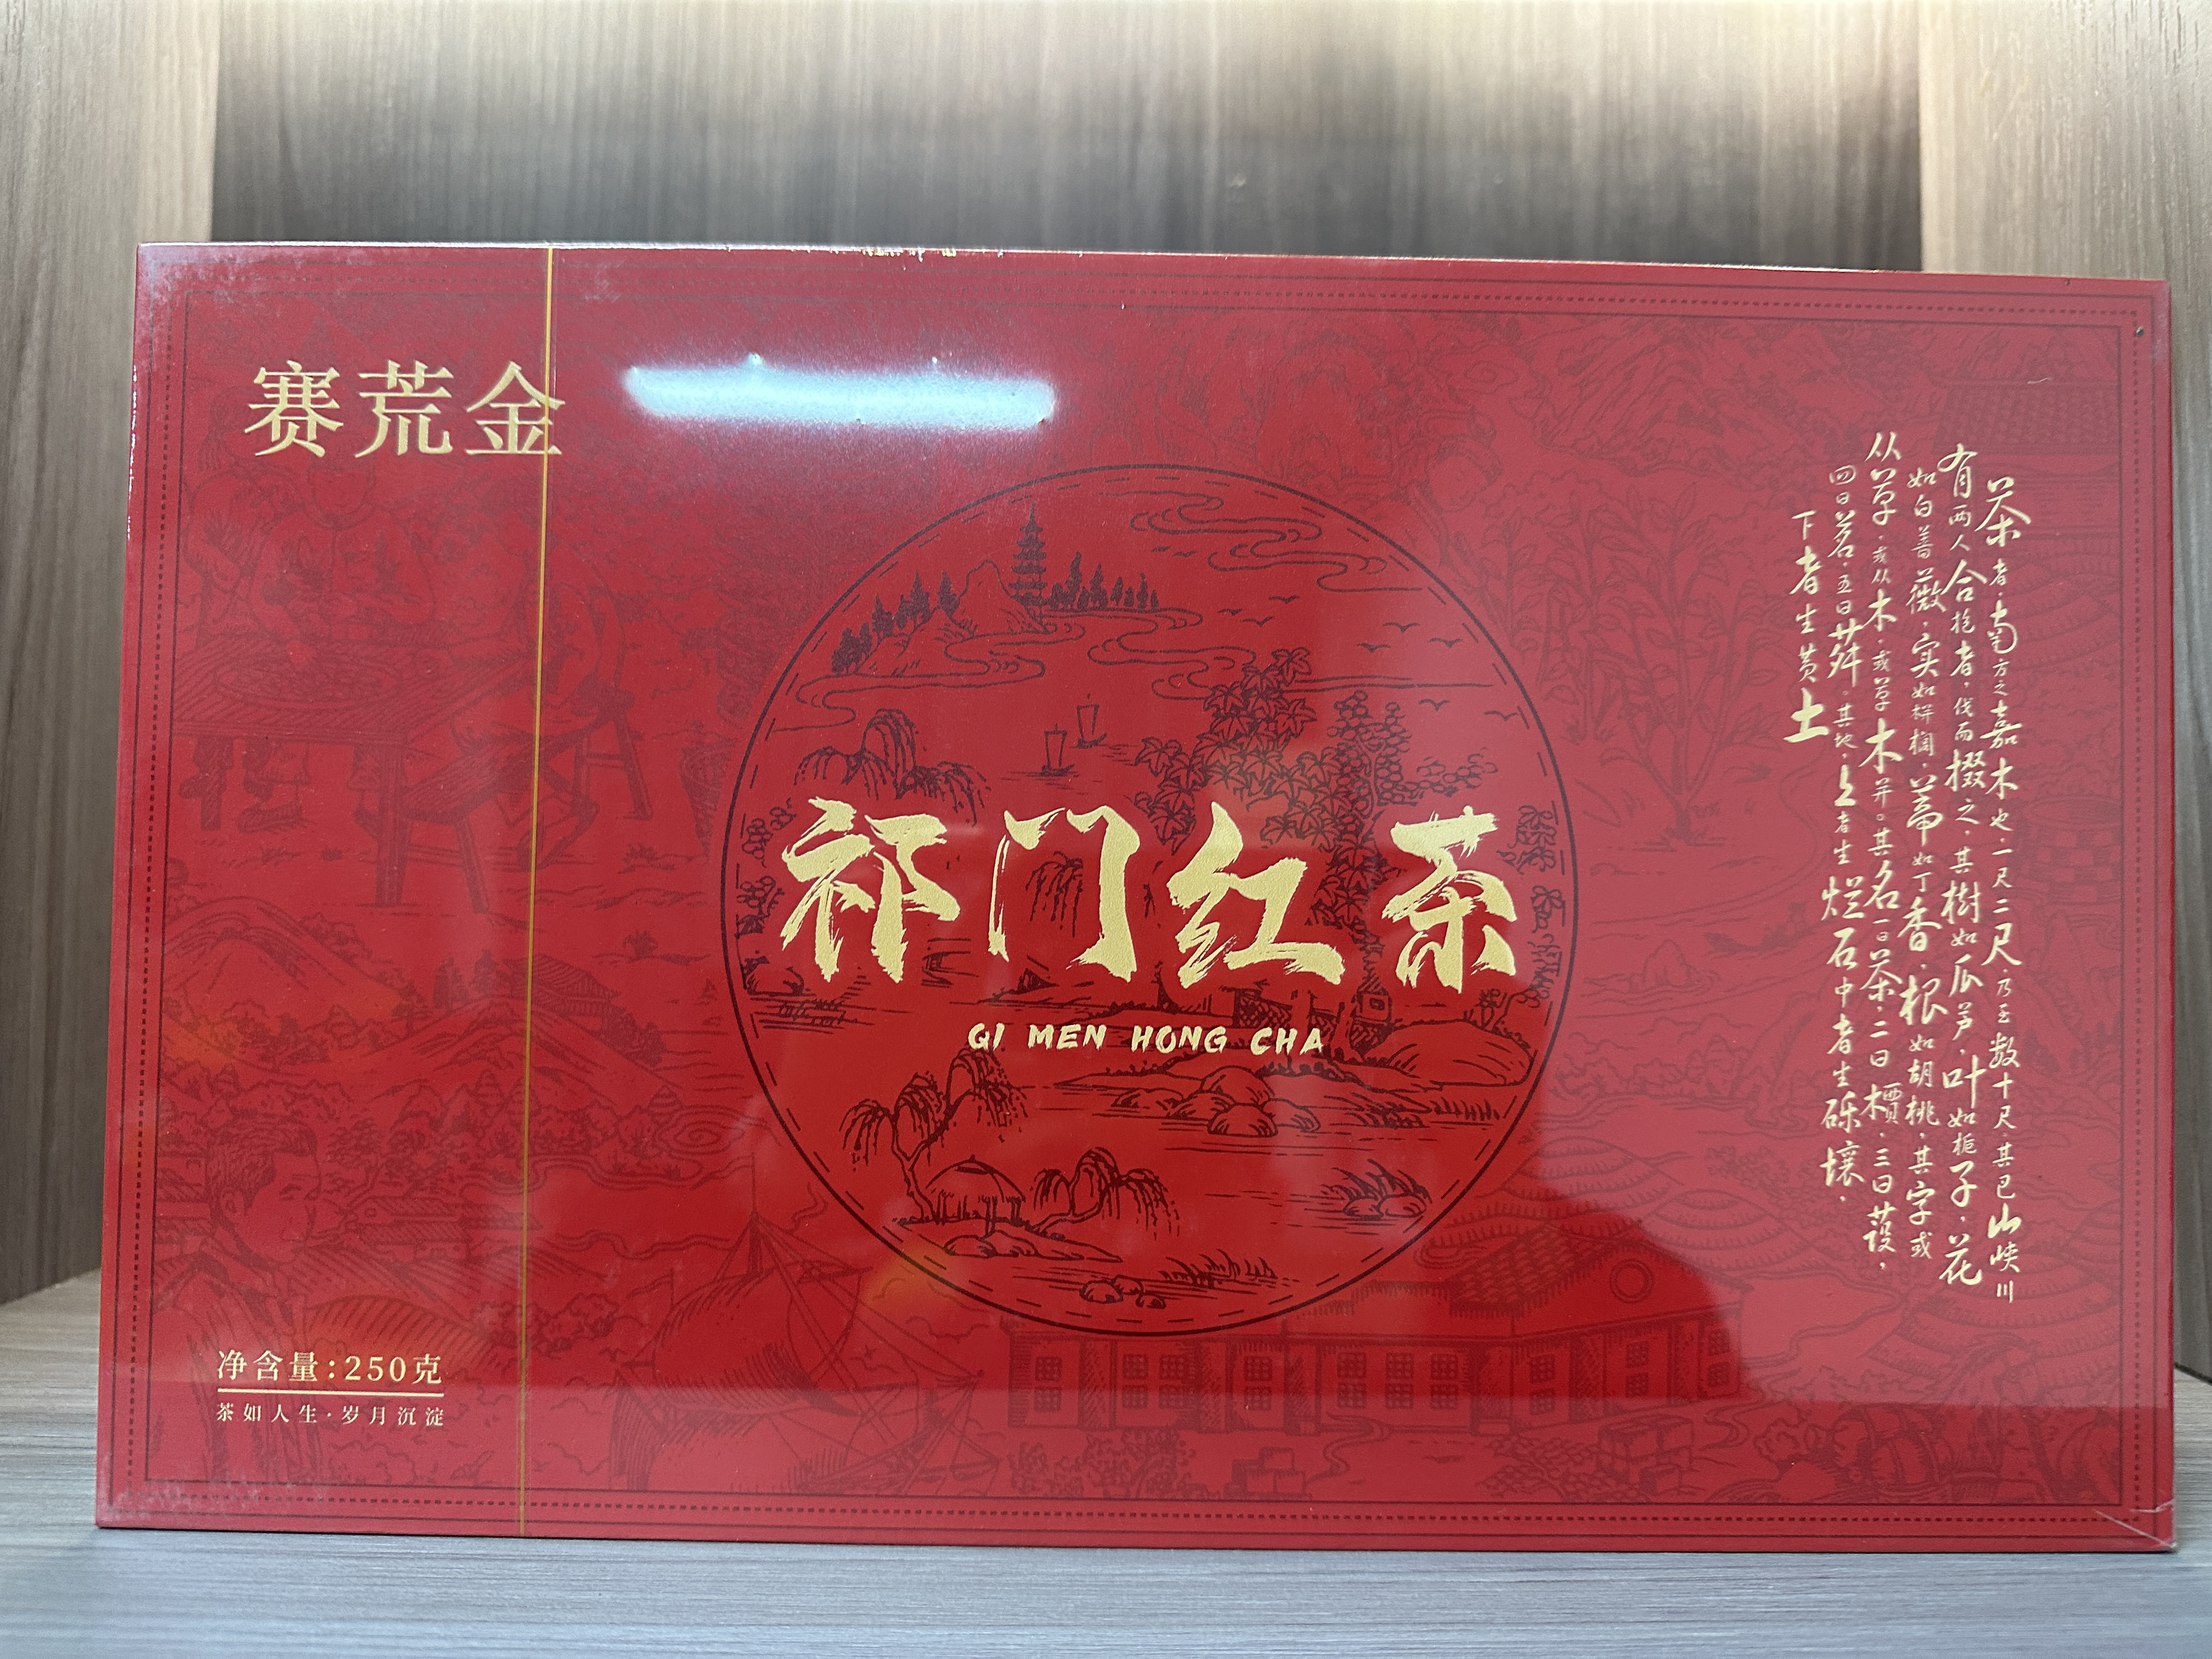 赛荒金
祁门红茶
QI MEN HONG CHA
茶者,南方之嘉木也,一尺二尺,乃至数十尺,其巴山峡川
有两人合抱者,伐而掇之,其樹如瓜芦,叶如栀子,花
如白蔷薇,实如栟榈,蒂如丁香,根如胡桃,其字或
从草,或从木,或草木并。其名一曰茶,二曰檟,三曰蔎,
四曰茗,五曰荈。其地,上者生烂石中者生砾壤,
下者生黄土
净含量:250克
茶如人生·岁月沉淀